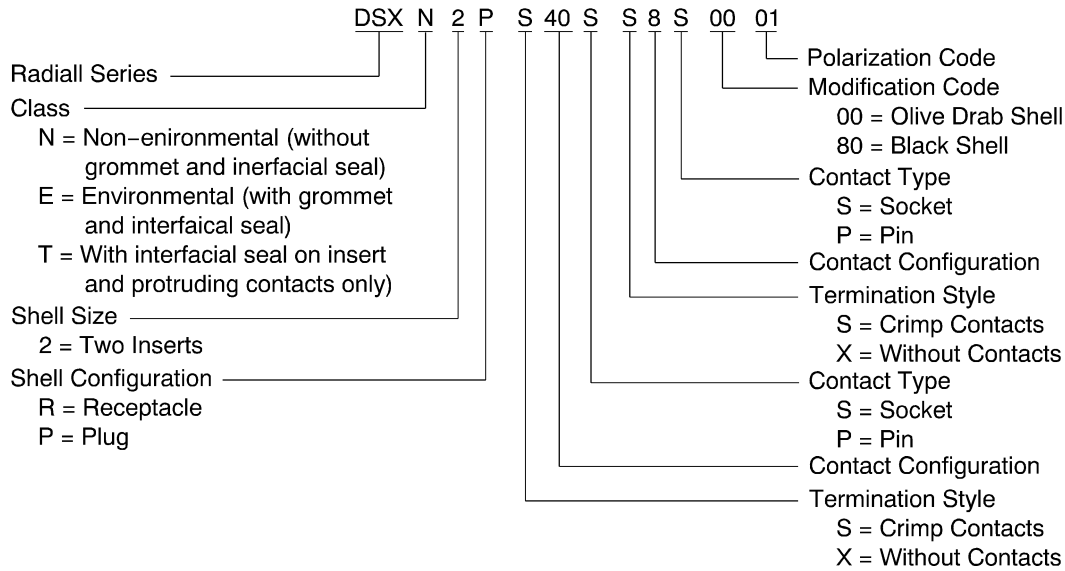 DSX N 2 P S 40 S S 8 S 00 01
Radiall Series
Class
N = Non-enironmental (without
grommet and inerfacial seal)
E = Environmental (with grommet
and interfaical seal)
T = With interfacial seal on insert
and protruding contacts only)
Shell Size
2 = Two Inserts
Shell Configuration
R = Receptacle
P = Plug
Polarization Code
Modification Code
00 = Olive Drab Shell
80 = Black Shell
Contact Type
S = Socket
P = Pin
Contact Configuration
Termination Style
S = Crimp Contacts
X = Without Contacts
Contact Type
S = Socket
P = Pin
Contact Configuration
Termination Style
S = Crimp Contacts
X = Without Contacts